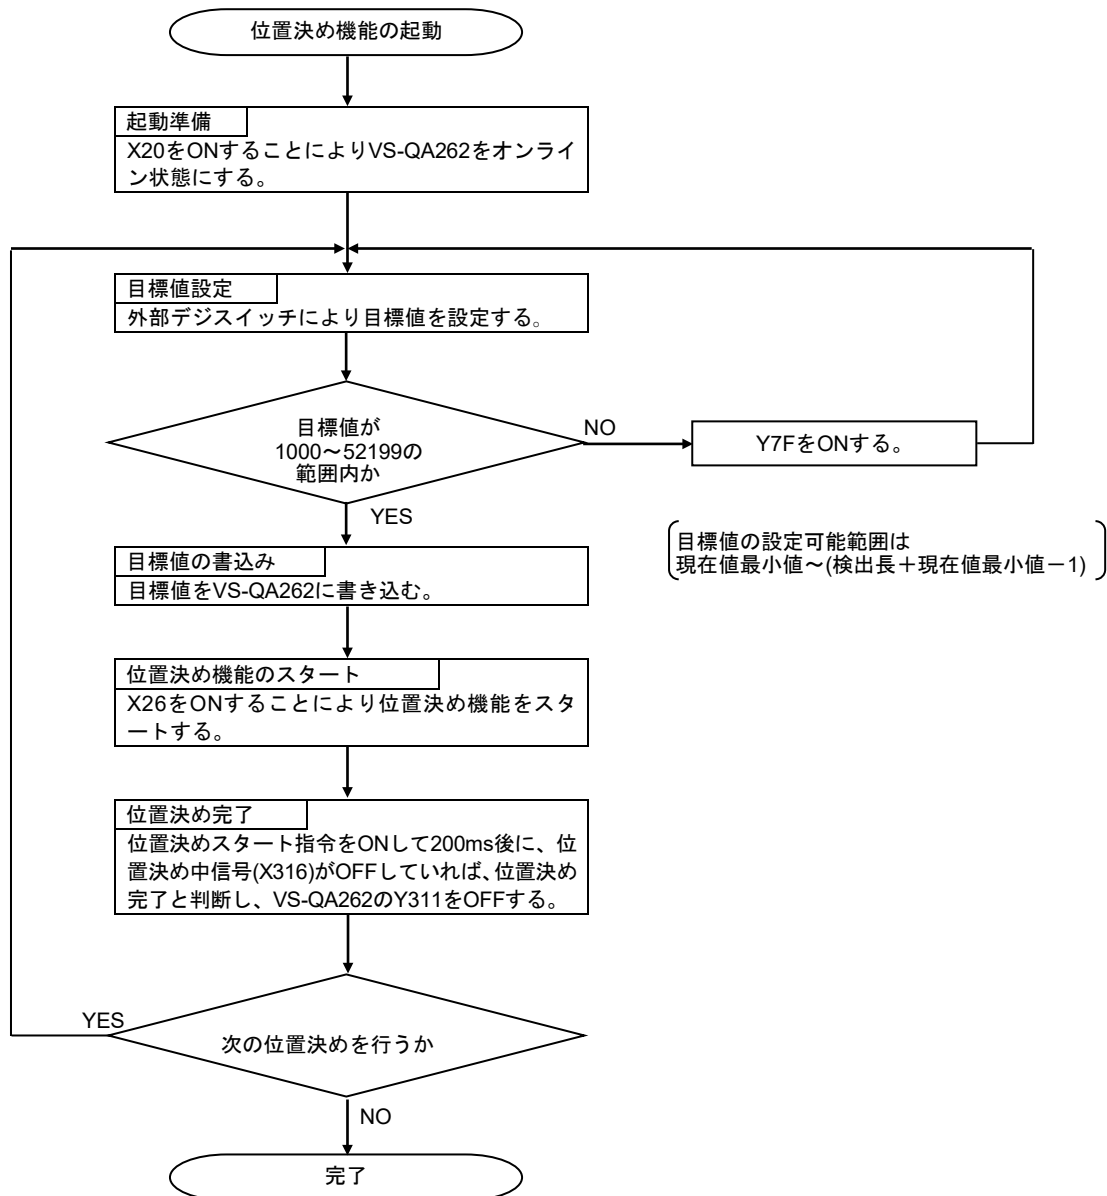 位置決め機能の起動
起動準備
X20をONすることによりVS-QA262をオンライ
ン状態にする。
目標値設定
外部デジスイッチにより目標値を設定する。
目標値が
1000～52199の
範囲内か
NO
Y7FをONする。
YES
目標値の設定可能範囲は
現在値最小値～(検出長＋現在値最小値－1)
目標値の書込み
目標値をVS-QA262に書き込む。
位置決め機能のスタート
X26をONすることにより位置決め機能をスタ
ートする。
位置決め完了
位置決めスタート指令をONして200ms後に、位
置決め中信号(X316)がOFFしていれば、位置決め
完了と判断し、VS-QA262のY311をOFFする。
YES
次の位置決めを行うか
NO
完了